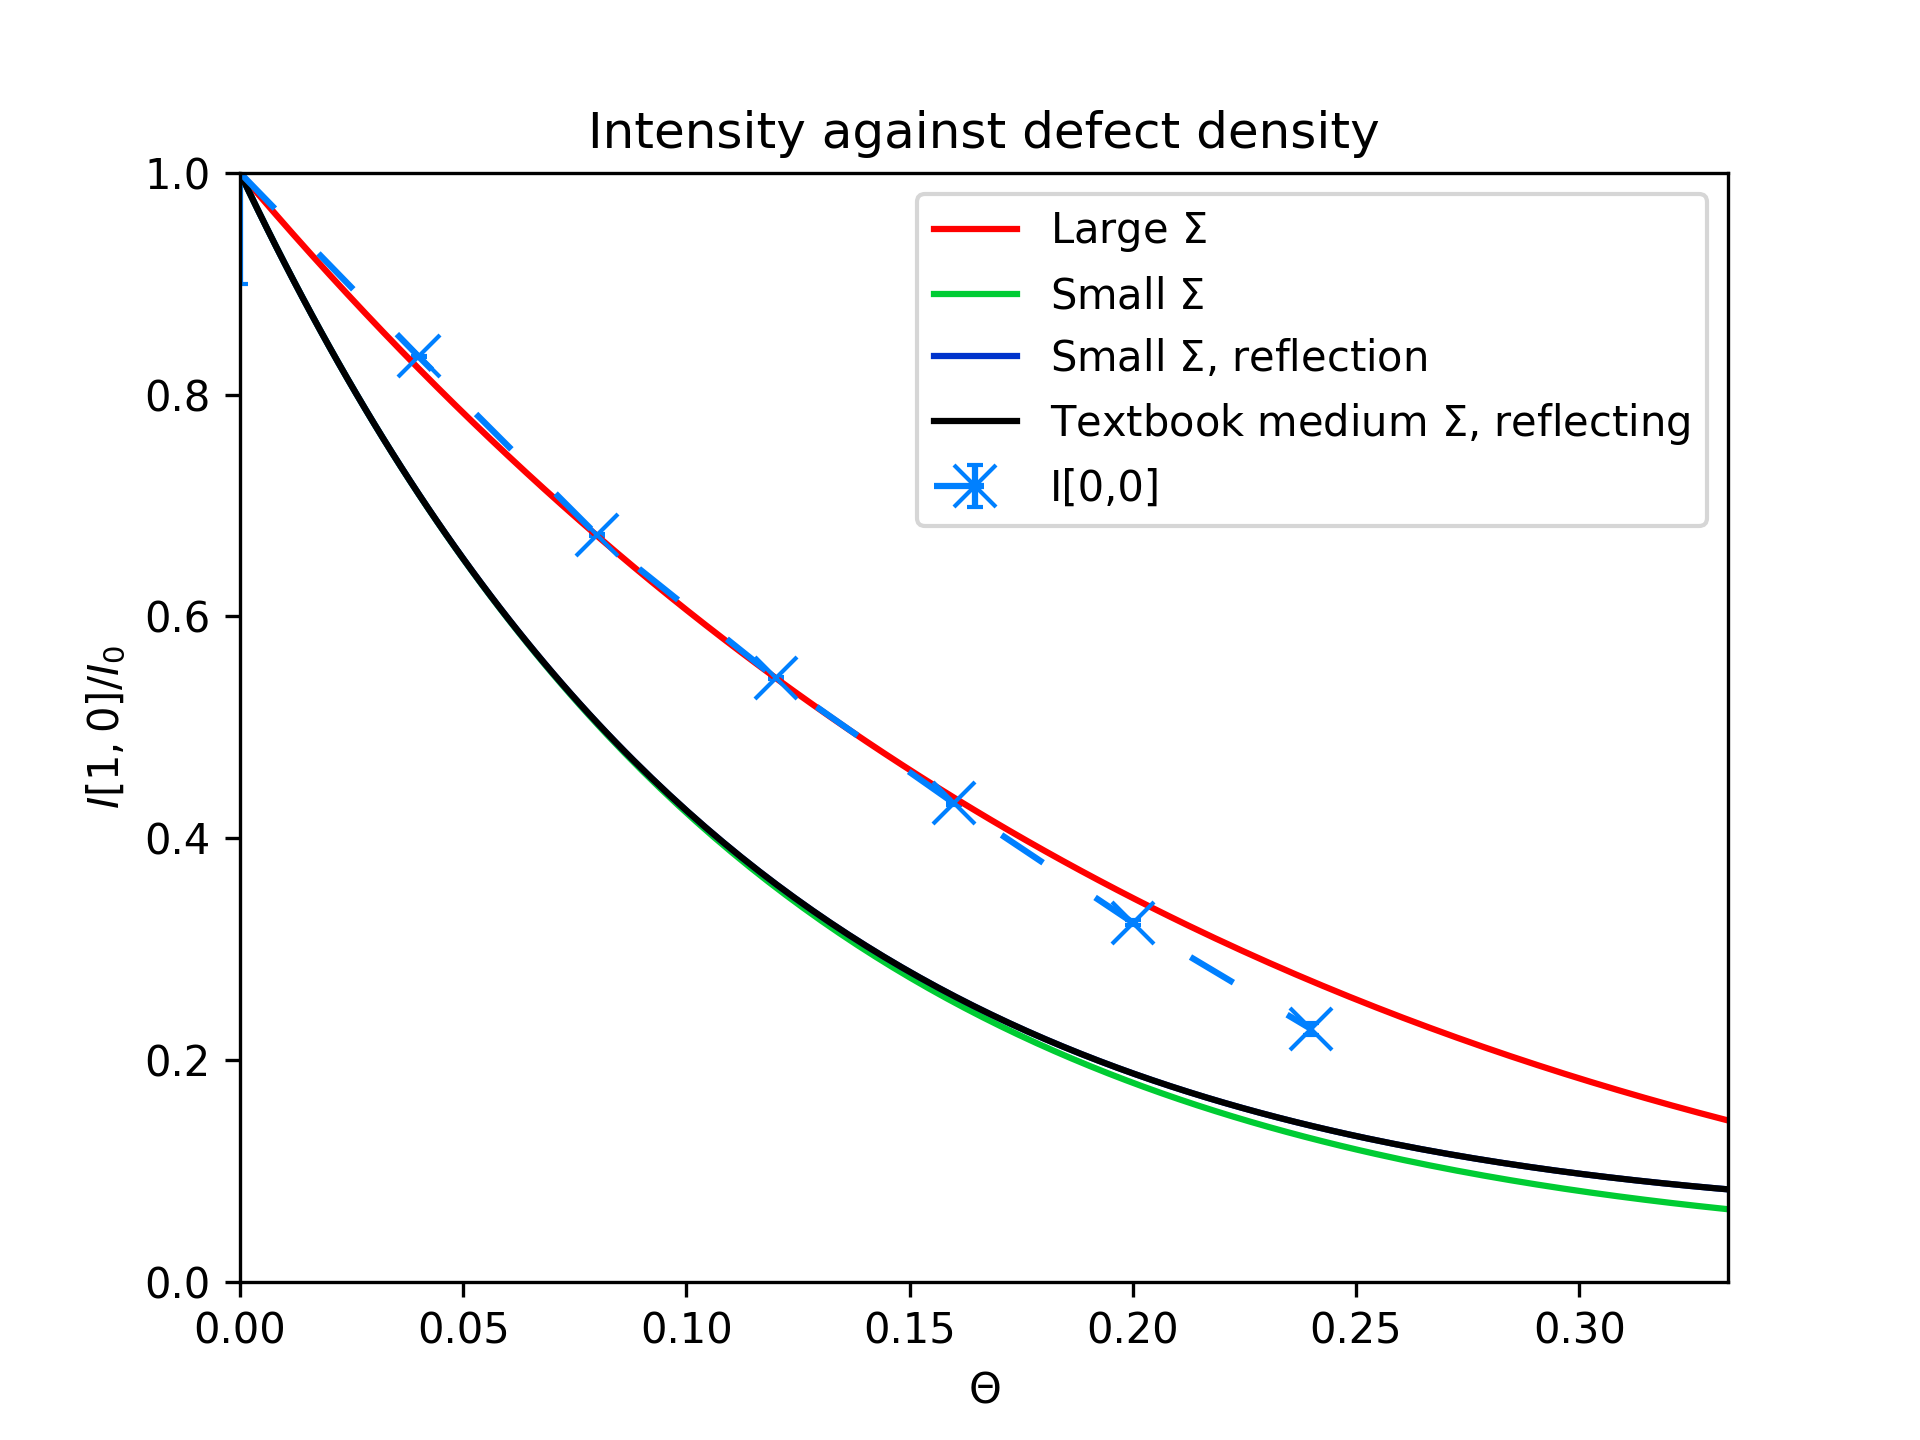 Intensity against defect density
1.0
0.8
0.6
0.4
0.2
0.0
I[1, 0]/I₀
Large Σ
Small Σ
Small Σ, reflection
Textbook medium Σ, reflecting
I[0,0]
0.00 0.05 0.10 0.15 0.20 0.25 0.30
Θ